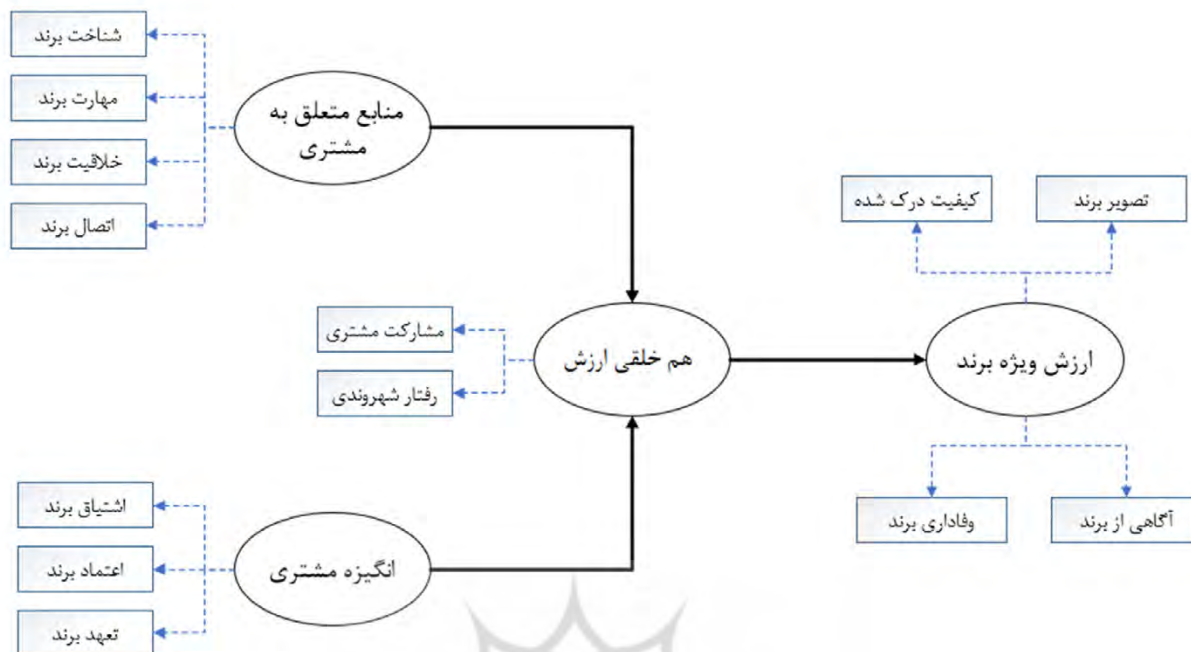 شناخت برند
مهارت برند
خلاقیت برند
اتصال برند
منابع متعلق به
مشتری
کیفیت درک شده
تصویر برند
مشارکت مشتری
رفتار شهروندی
هم خلقی ارزش
ارزش ویژه برند
وفاداری برند
آگاهی از برند
اشتیاق برند
اعتماد برند
تعهد برند
انگیزه مشتری